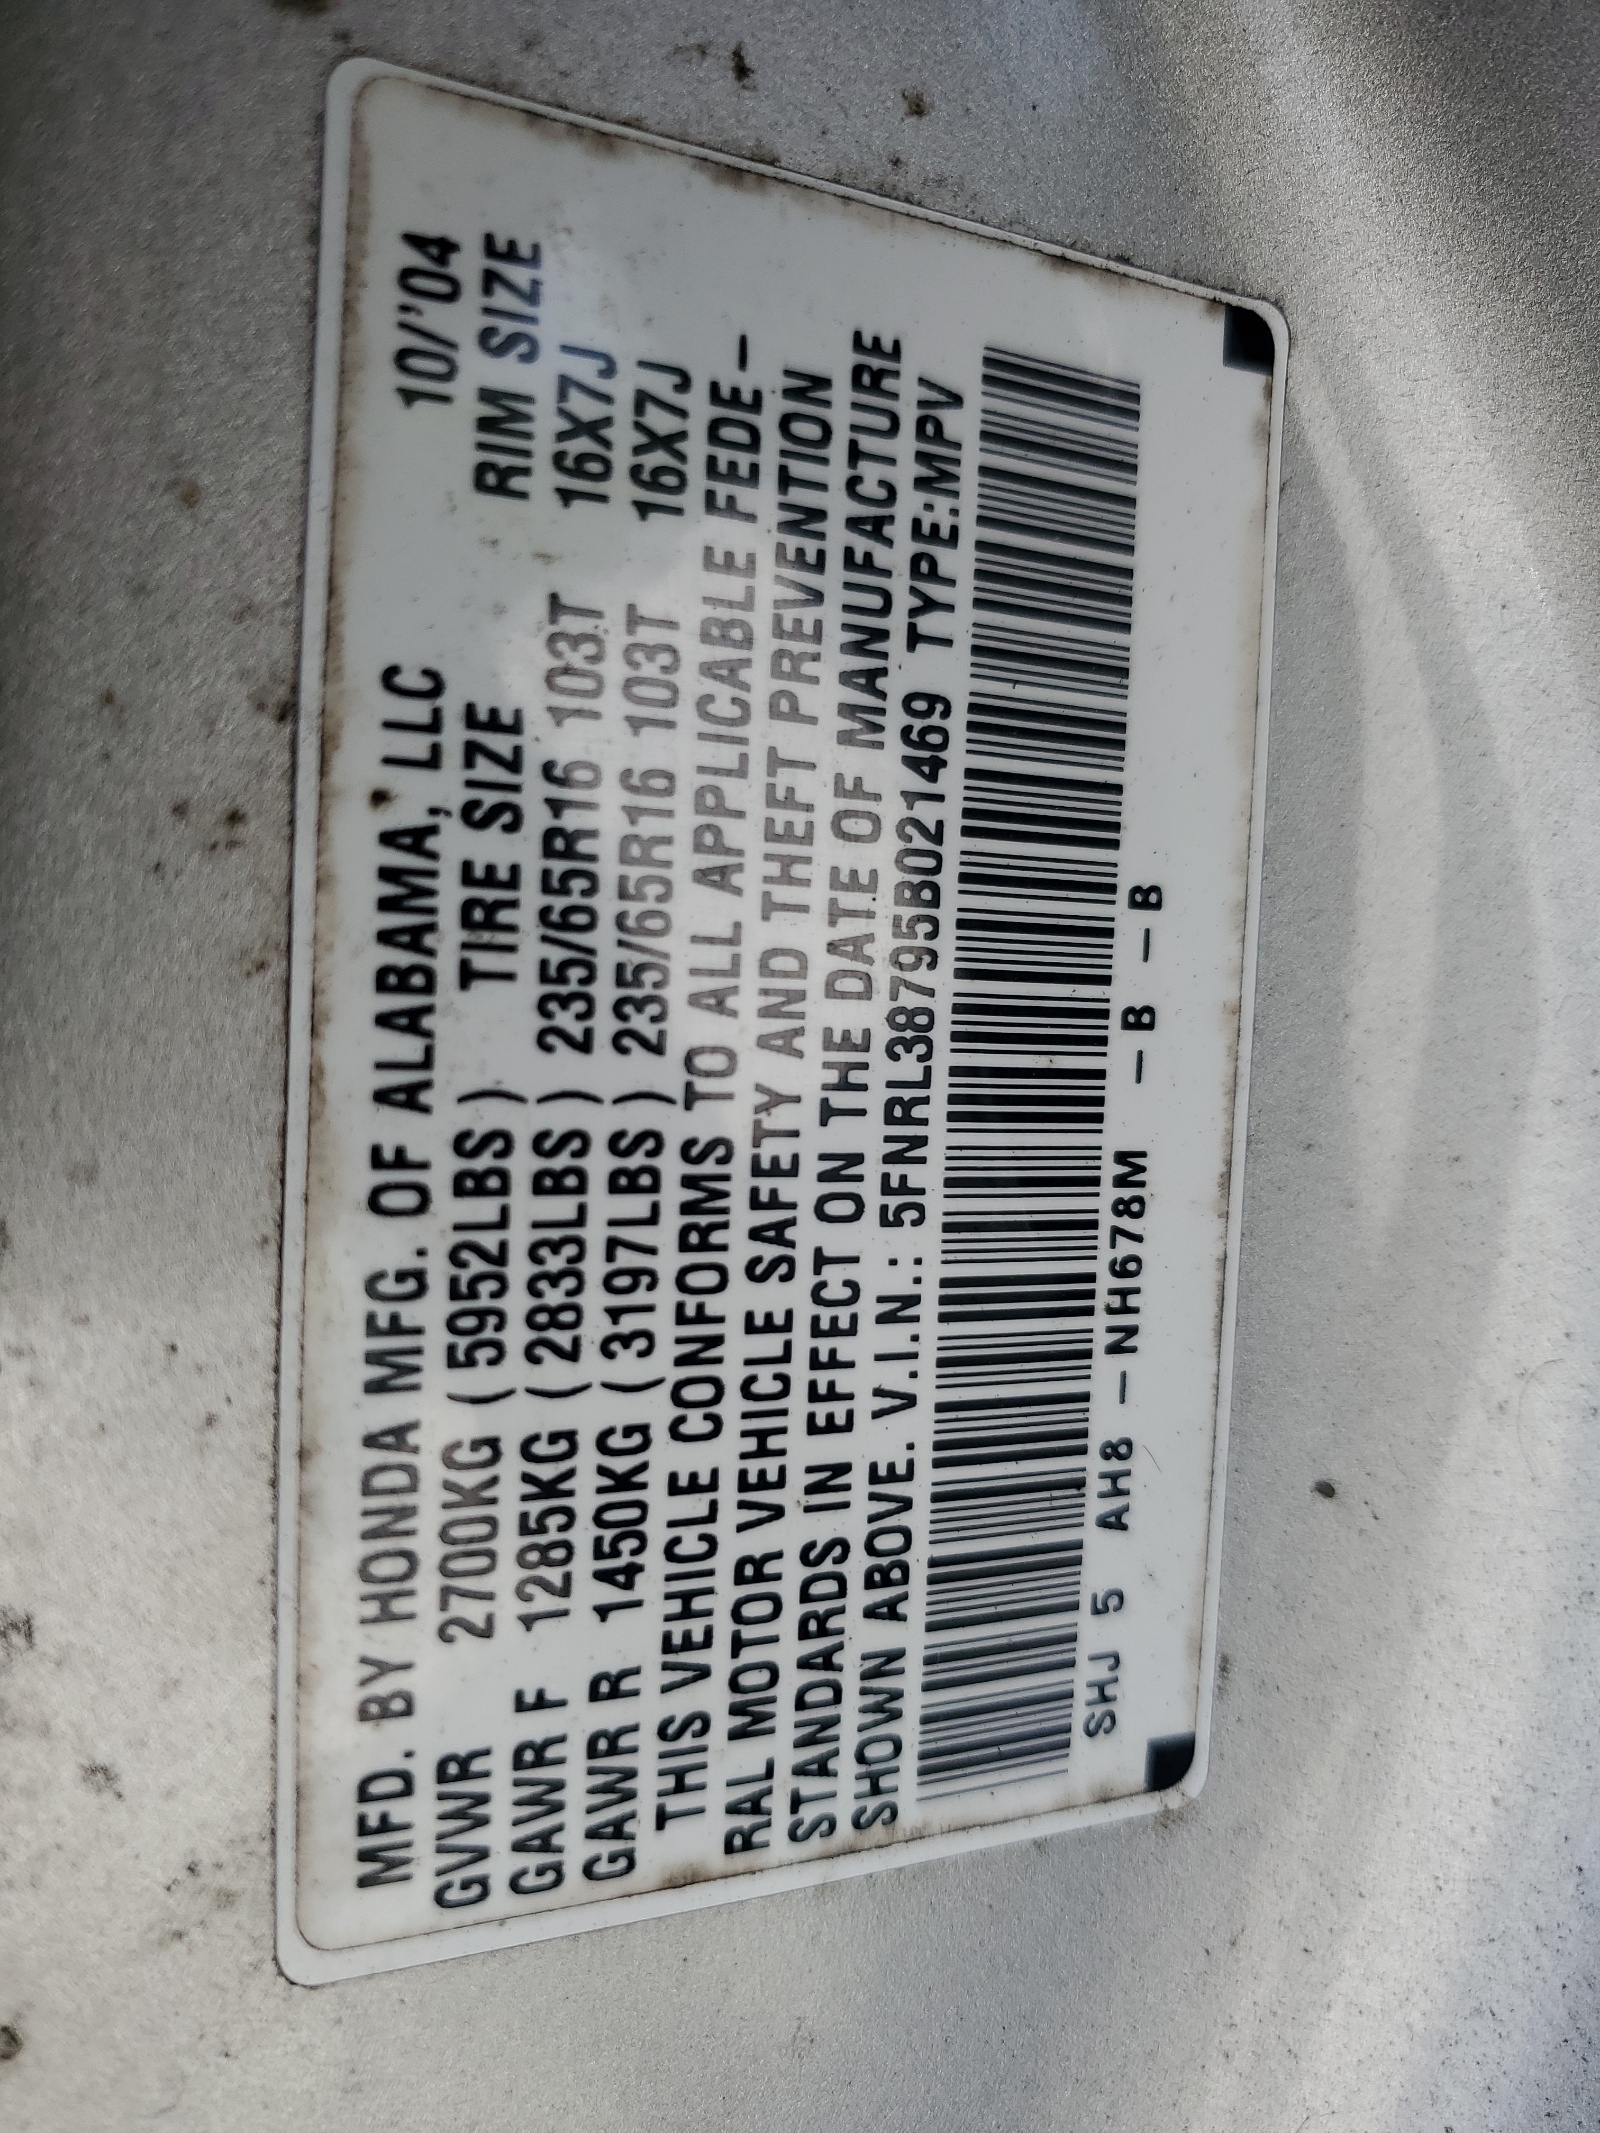 MFD. BY HONDA MFG. OF ALABAMA, LLC 10/'04
GVWR 2700KG ( 5952LBS ) TIRE SIZE RIM SIZE
GAWR F 1285KG ( 2833LBS ) 235/65R16 103T 16X7J
GAWR R 1450KG ( 3197LBS ) 235/65R16 103T 16X7J
THIS VEHICLE CONFORMS TO ALL APPLICABLE FEDE-
RAL MOTOR VEHICLE SAFETY AND THEFT PREVENTION
STANDARDS IN EFFECT ON THE DATE OF MANUFACTURE
SHOWN ABOVE. V.I.N.: 5FNRL38795B021469 TYPE:MPV
SHJ 5 AH8 - NH678M - B - B